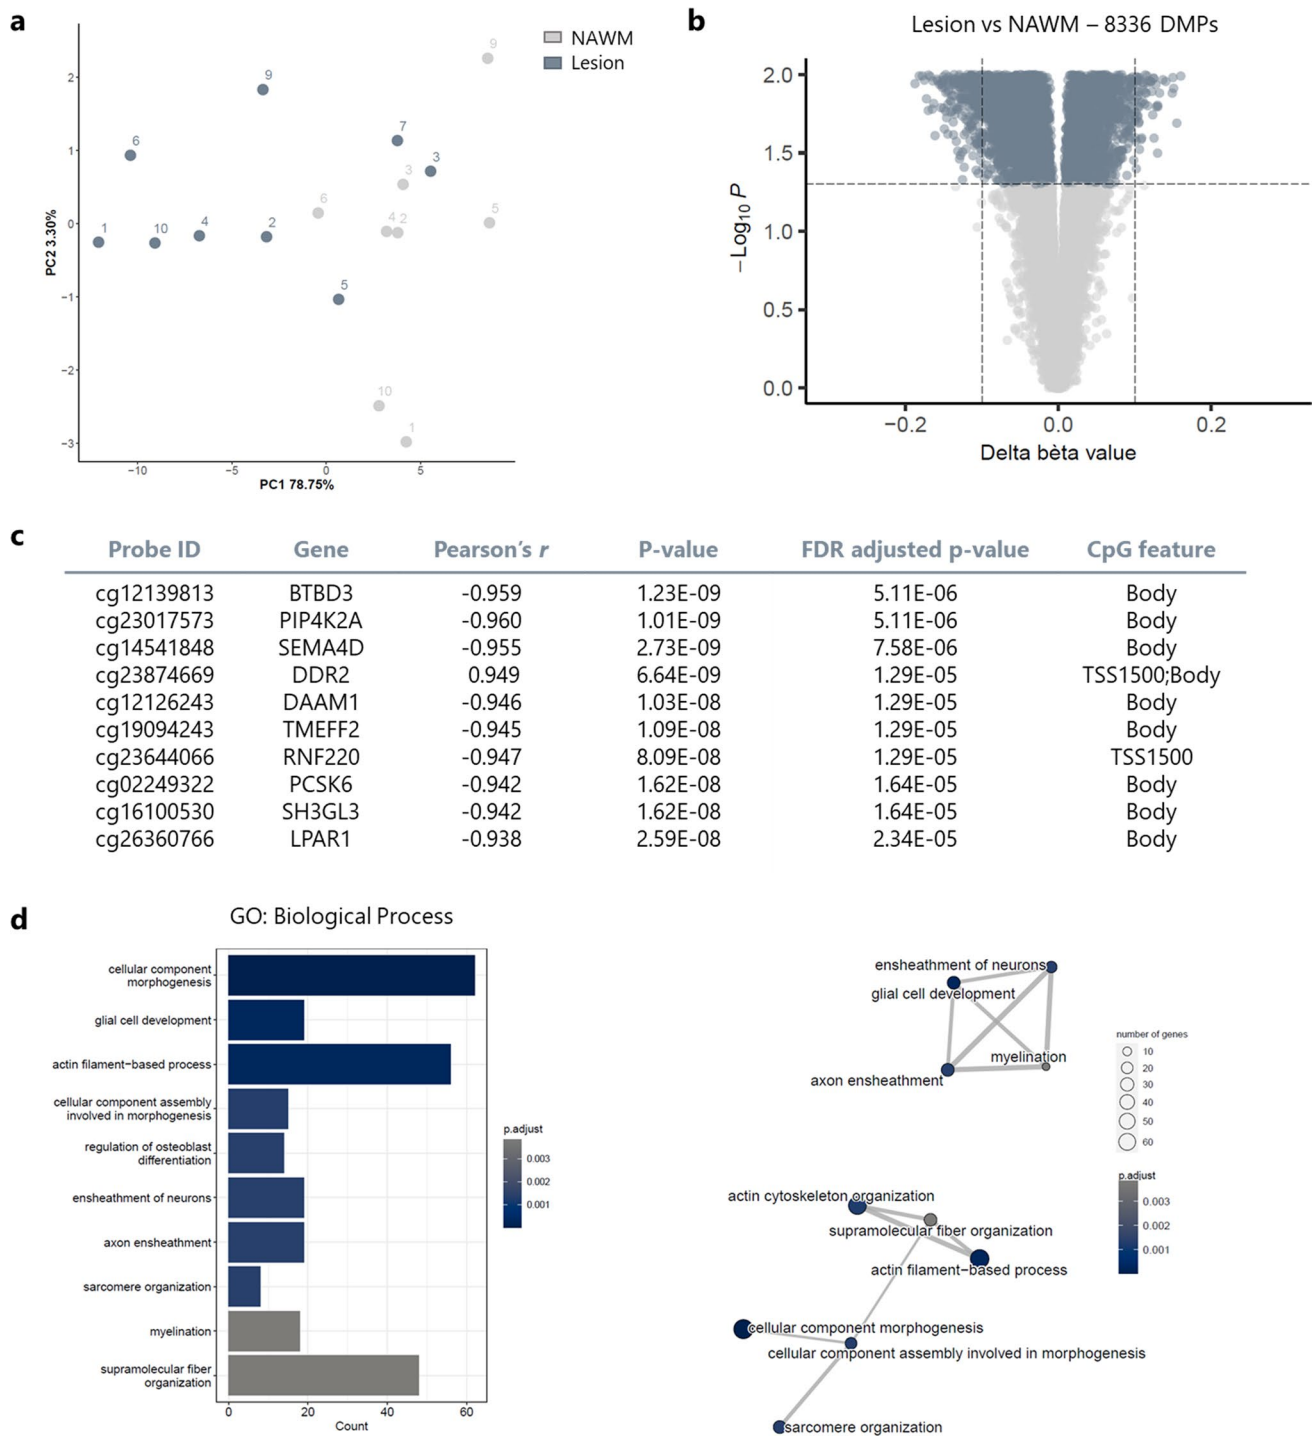 a
NAWM
Lesion
9
9
7
6
3
3
6
5
4
2
1
10
4
2
5
10
1
2
1
0
−1
−2
−3
PC2 3.30%
−10
−5
0
5
PC1 78.75%
b
Lesion vs NAWM – 8336 DMPs
2.0
1.5
1.0
0.5
0.0
−Log10 P
−0.2
0.0
0.2
Delta bèta value
c
Probe ID Gene Pearson's r P-value FDR adjusted p-value CpG feature
cg12139813 BTBD3 -0.959 1.23E-09 5.11E-06 Body
cg23017573 PIP4K2A -0.960 1.01E-09 5.11E-06 Body
cg14541848 SEMA4D -0.955 2.73E-09 7.58E-06 Body
cg23874669 DDR2 0.949 6.64E-09 1.29E-05 TSS1500;Body
cg12126243 DAAM1 -0.946 1.03E-08 1.29E-05 Body
cg19094243 TMEFF2 -0.945 1.09E-08 1.29E-05 Body
cg23644066 RNF220 -0.947 8.09E-08 1.29E-05 TSS1500
cg02249322 PCSK6 -0.942 1.62E-08 1.64E-05 Body
cg16100530 SH3GL3 -0.942 1.62E-08 1.64E-05 Body
cg26360766 LPAR1 -0.938 2.59E-08 2.34E-05 Body
d
GO: Biological Process
cellular component
morphogenesis
glial cell development
actin filament−based process
cellular component assembly
involved in morphogenesis
regulation of osteoblast
differentiation
ensheathment of neurons
axon ensheathment
sarcomere organization
myelination
supramolecular fiber
organization
0
20
40
60
Count
p.adjust
0.003
0.002
0.001
ensheathment of neurons
glial cell development
myelination
axon ensheathment
actin cytoskeleton organization
supramolecular fiber organization
actin filament−based process
cellular component morphogenesis
cellular component assembly involved in morphogenesis
sarcomere organization
number of genes
10
20
30
40
50
60
p.adjust
0.003
0.002
0.001